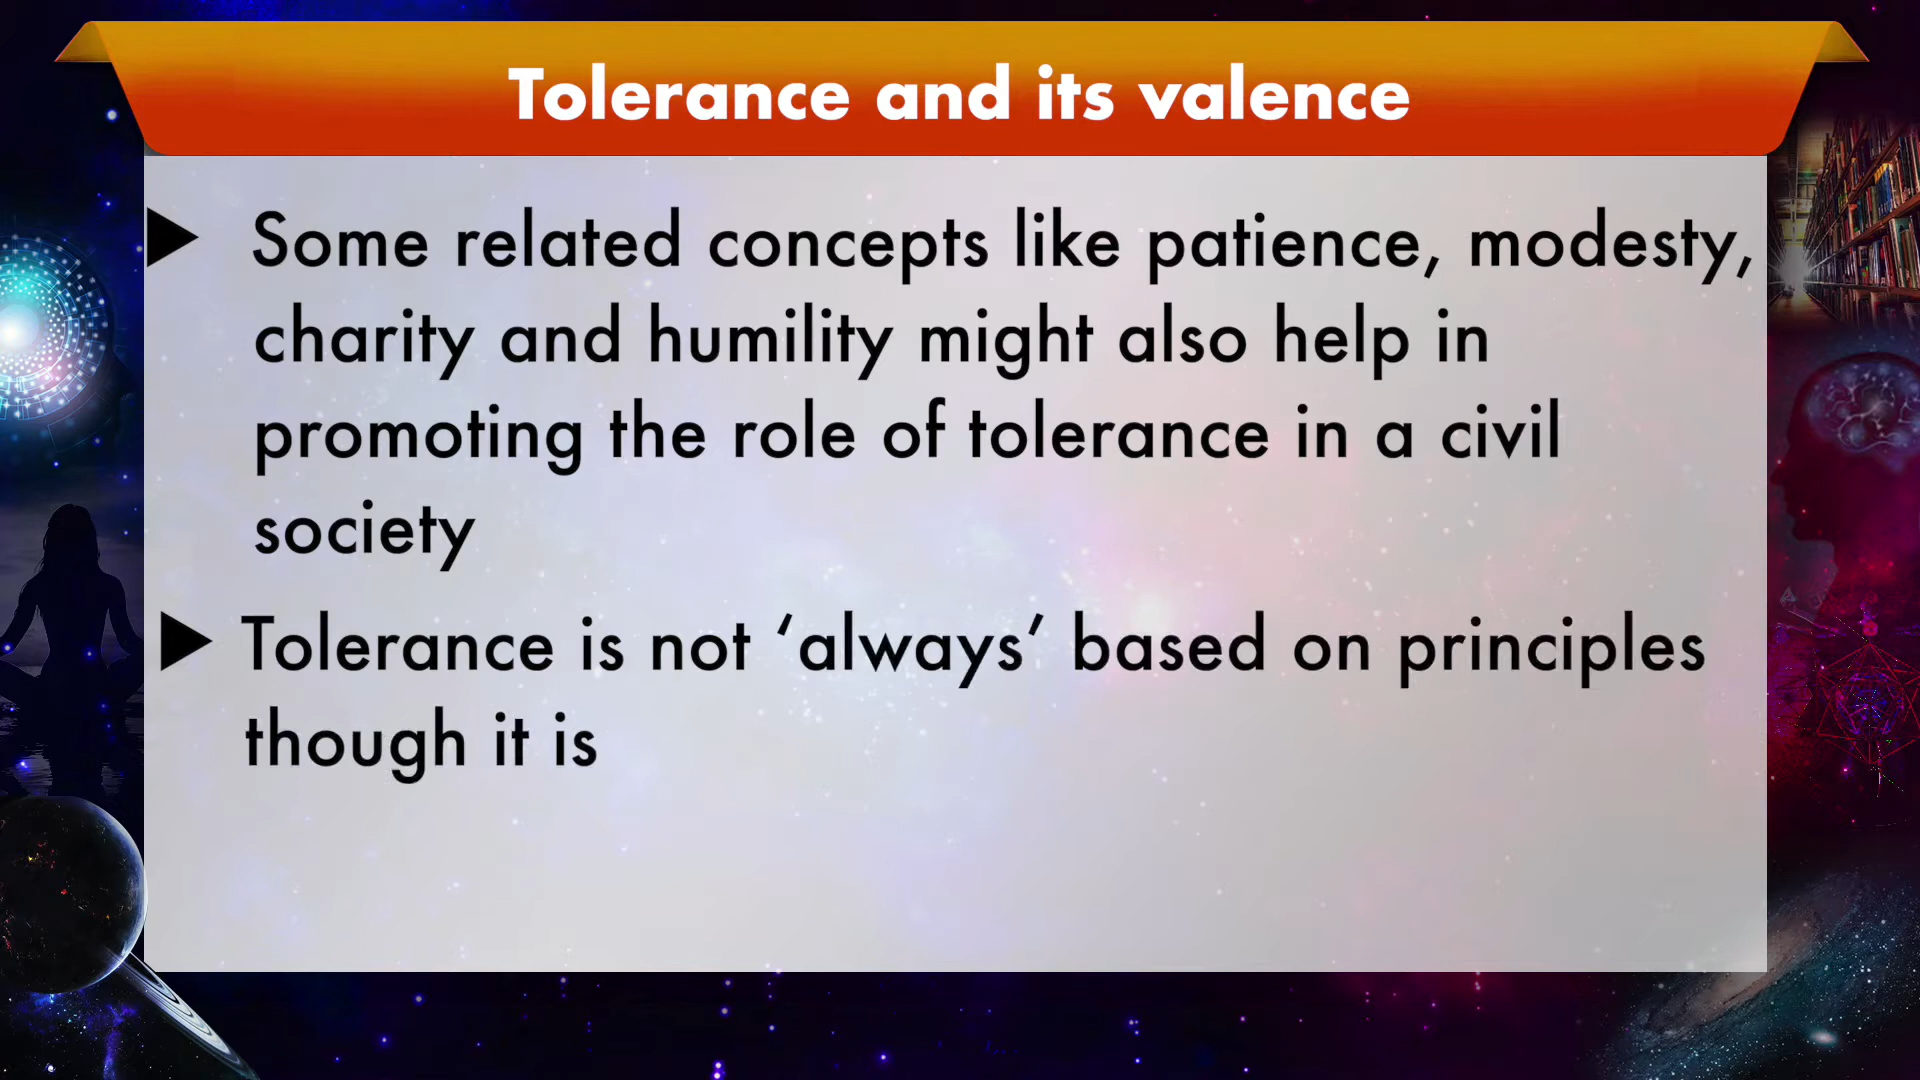 Tolerance and its valence
Some related concepts like patience, modesty,
charity and humility might also help in
promoting the role of tolerance in a civil
society
Tolerance is not ‘always’ based on principles
though it is